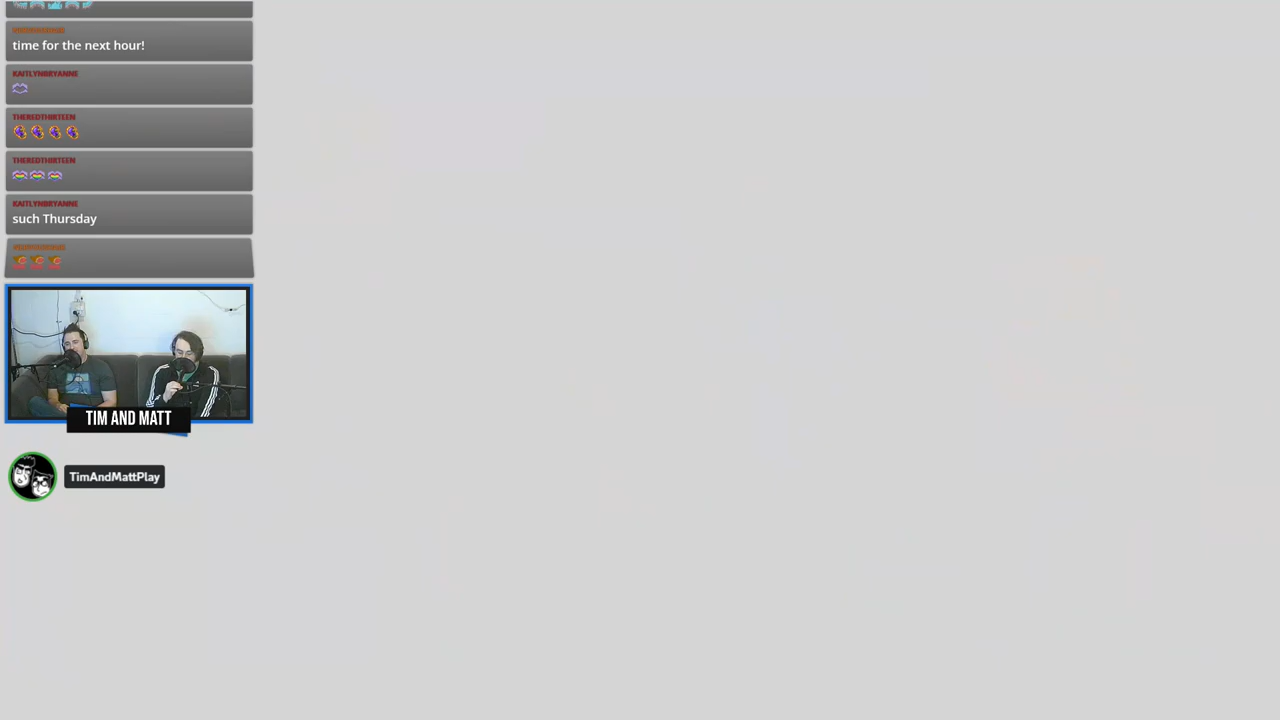 time for the next hour!
KAITLYNBRYANNE
THEREDTHIRTEEN
THEREDTHIRTEEN
KAITLYNBRYANNE
such Thursday
TIM AND MATT
TimAndMattPlay